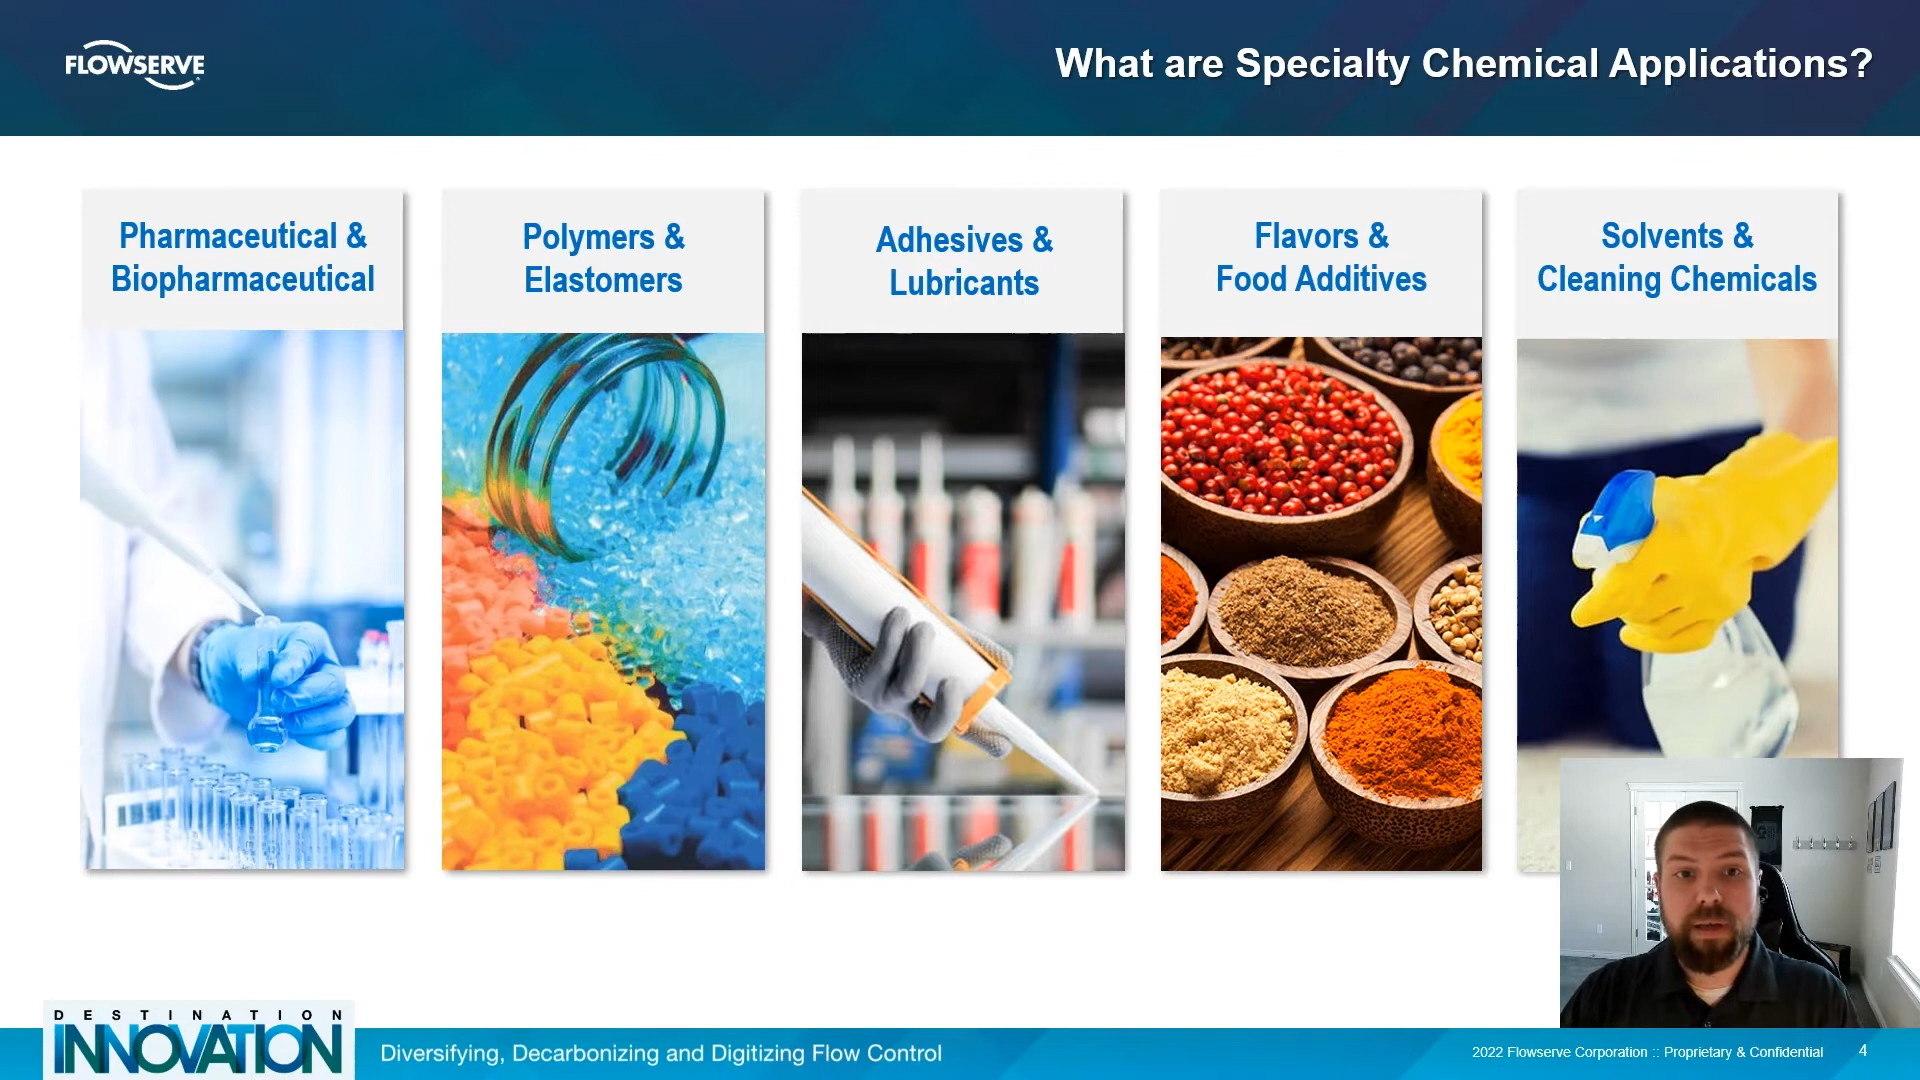 FLOWSERVE
What are Specialty Chemical Applications?
Pharmaceutical &
Biopharmaceutical
Polymers &
Elastomers
Adhesives &
Lubricants
Flavors &
Food Additives
Solvents &
Cleaning Chemicals
DESTINATION
INNOVATION
Diversifying, Decarbonizing and Digitizing Flow Control
2022 Flowserve Corporation :: Proprietary & Confidential
4